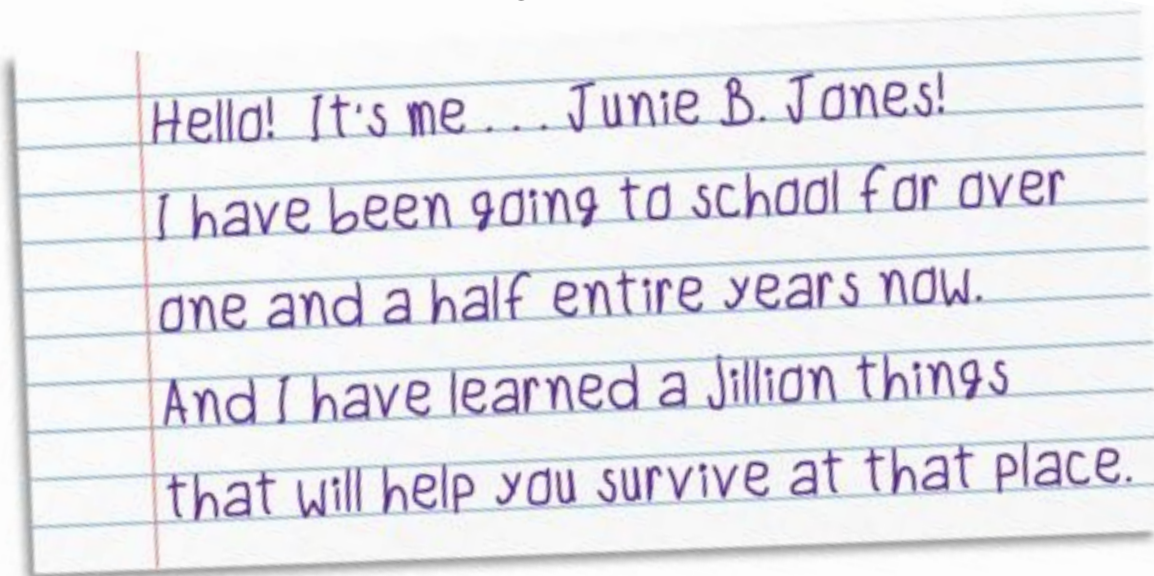 Hello! It's me... Junie B. Jones!
I have been going to school for over
one and a half entire years now.
And I have learned a jillion things
that will help you survive at that place.